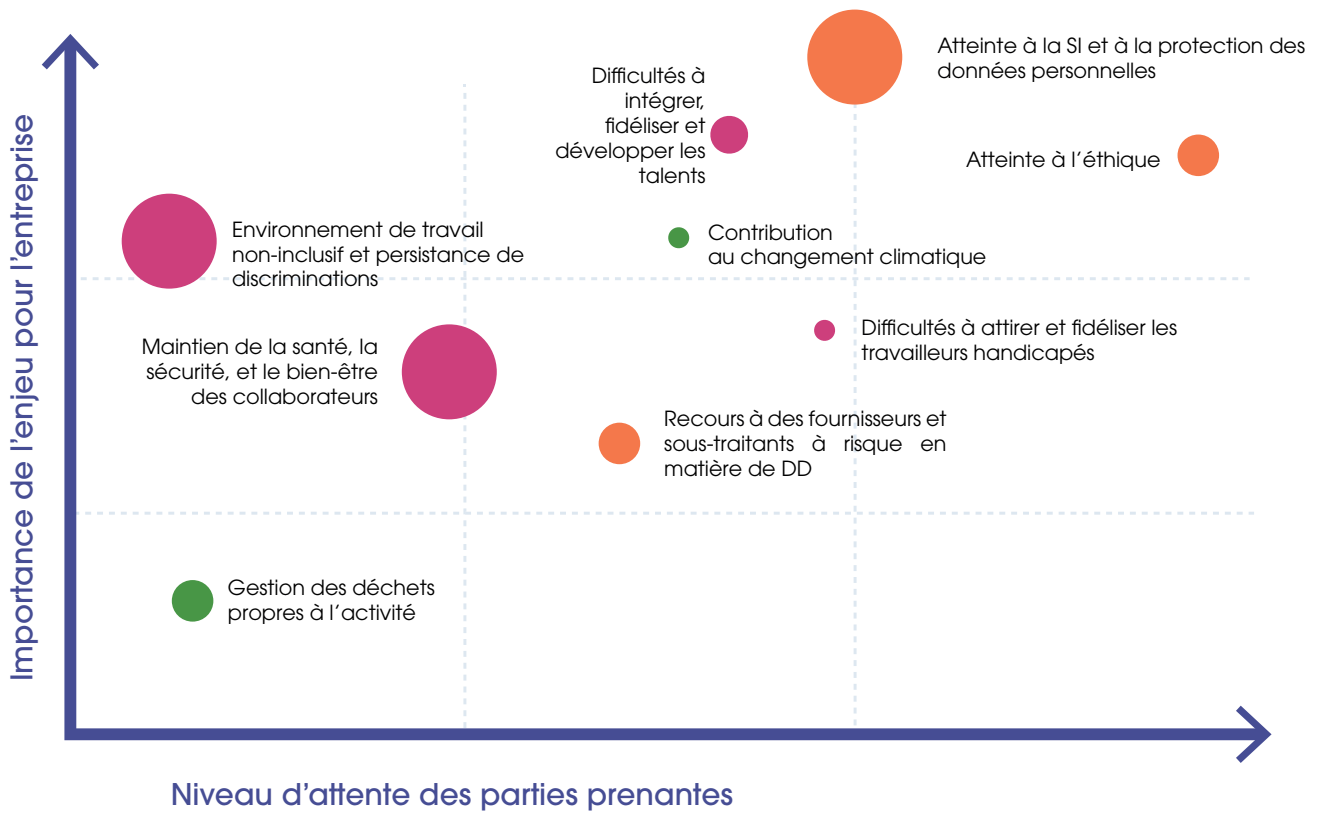 Importance de l'enjeu pour l'entreprise
Atteinte à la SI et à la protection des
données personnelles
Difficultés à
intégrer,
fidéliser et
développer les
talents
Atteinte à l'éthique
Environnement de travail
non-inclusif et persistance de
discriminations
Contribution
au changement climatique
Difficultés à attirer et fidéliser les
travailleurs handicapés
Maintien de la santé, la
sécurité, et le bien-être
des collaborateurs
Recours à des fournisseurs et
sous-traitants à risque en
matière de DD
Gestion des déchets
propres à l'activité
Niveau d'attente des parties prenantes